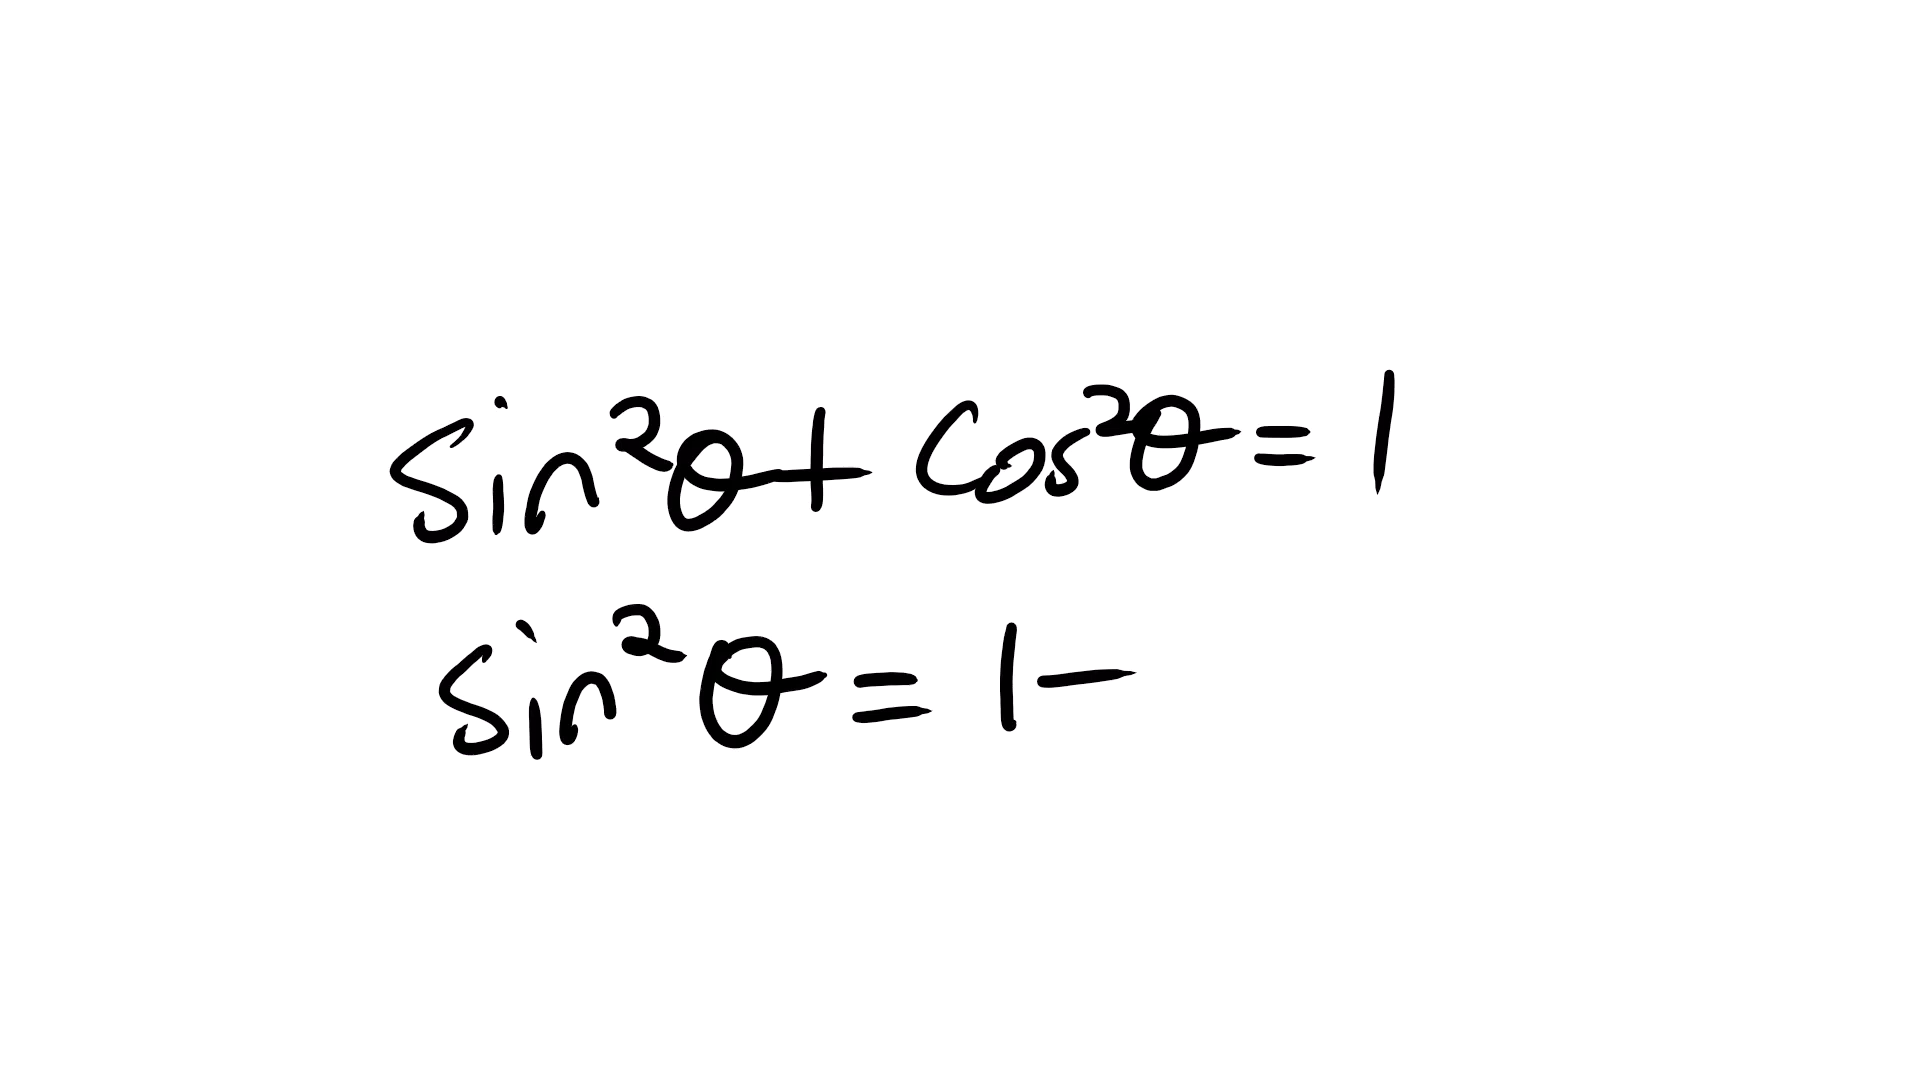 sin²θ + cos²θ = 1
sin²θ = 1 −